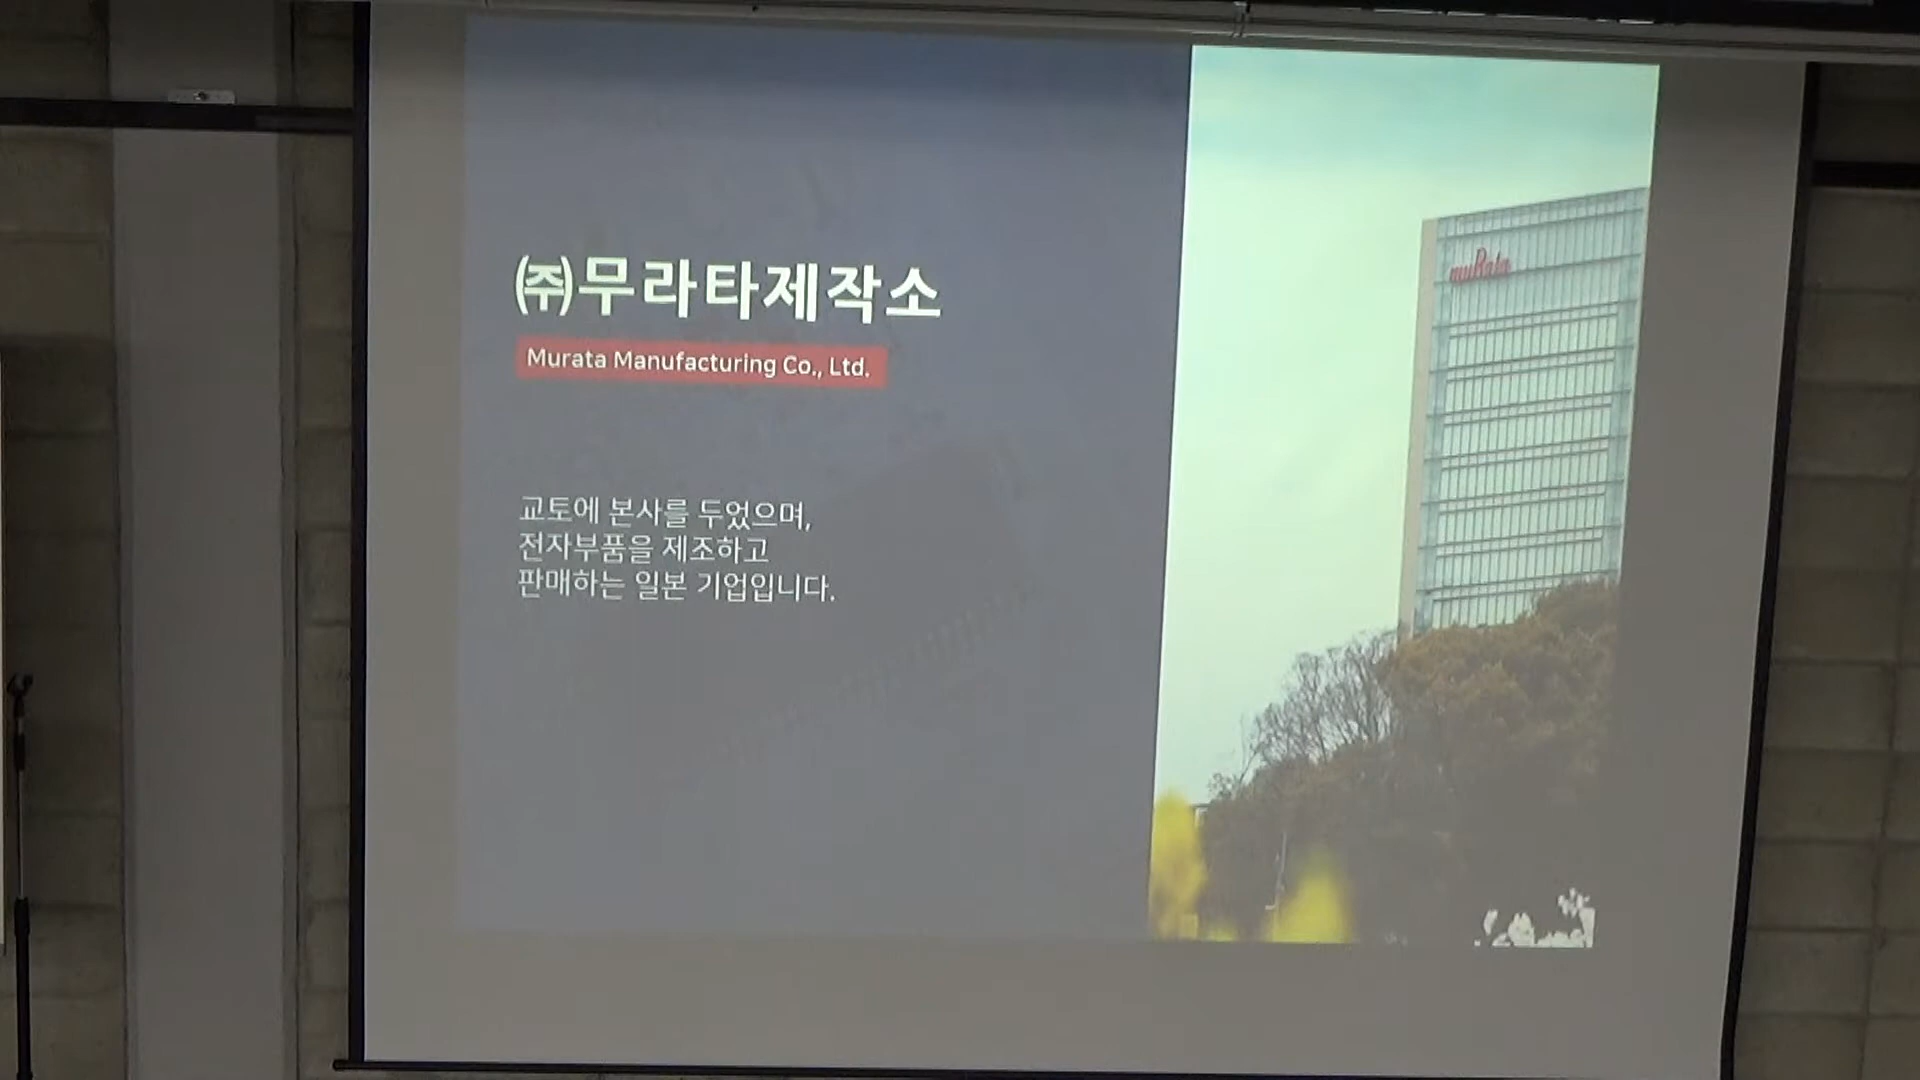 ㈜무라타제작소
Murata Manufacturing Co., Ltd.
교토에 본사를 두었으며,
전자부품을 제조하고
판매하는 일본 기업입니다.
muRata